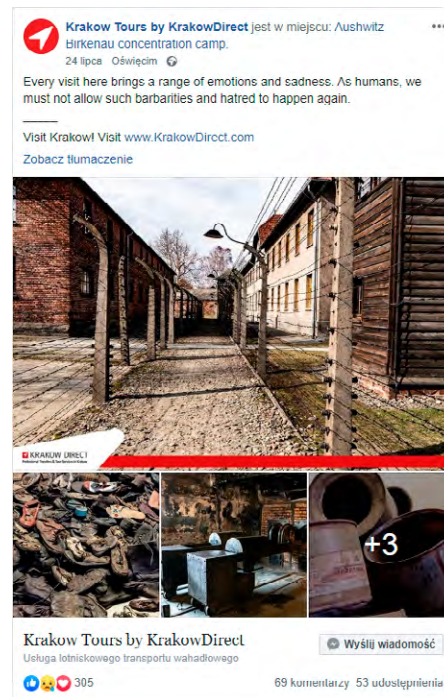 Krakow Tours by KrakowDirect jest w miejscu: Aushwitz
Birkenau concentration camp.
24 lipca Oświęcim
Every visit here brings a range of emotions and sadness. As humans, we
must not allow such barbarities and hatred to happen again.
Visit Krakow! Visit www.KrakowDirect.com
Zobacz tłumaczenie
KRAKOW DIRECT
+3
Krakow Tours by KrakowDirect
Usługa lotniskowego transportu wahadłowego
Wyślij wiadomość
305
69 komentarzy 53 udostępnienia